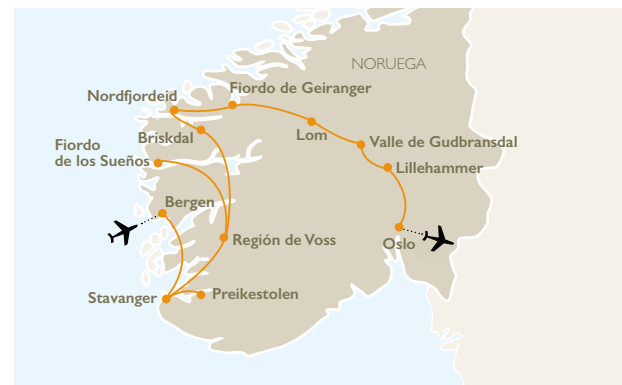 NORUEGA
Fiordo de Geiranger
Nordfjordeid
Briskdal
Lom
Valle de Gudbransdal
Fiordo
de los Sueños
Lillehammer
Bergen
Región de Voss
Oslo
Stavanger
Preikestolen